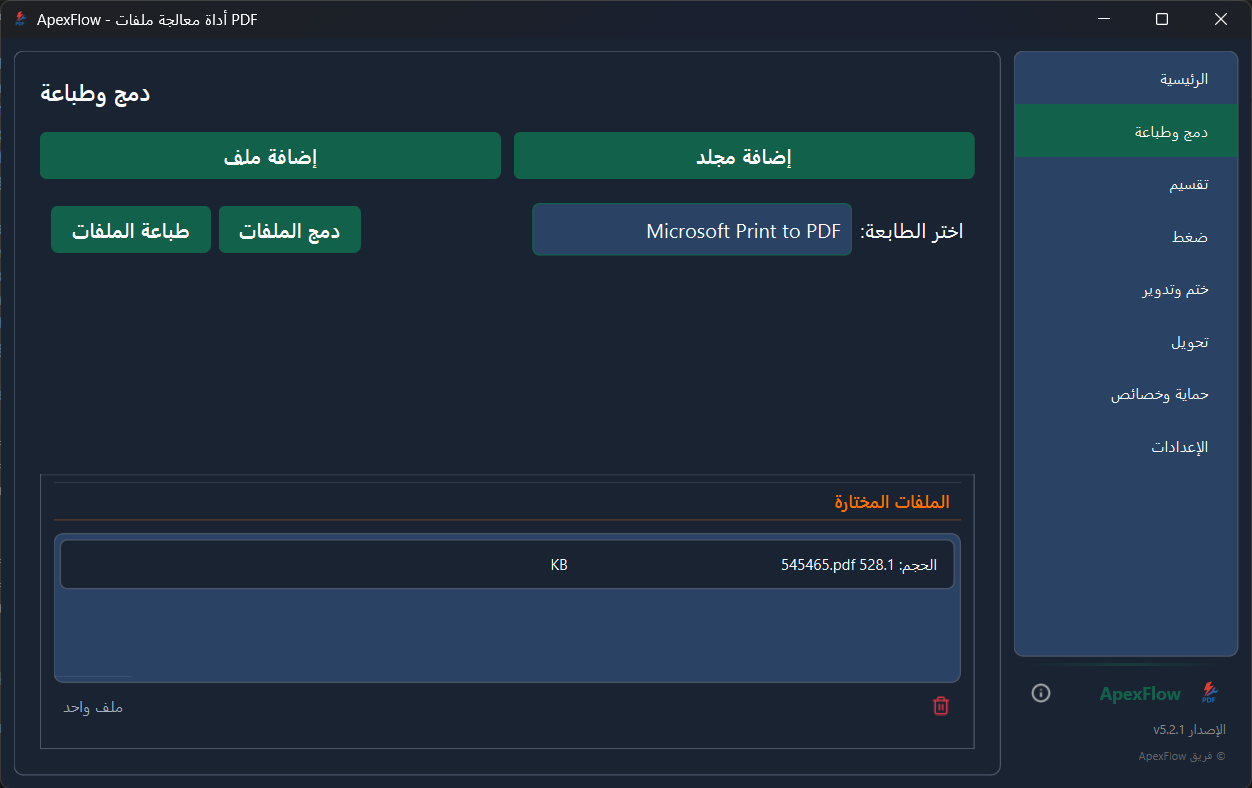 ApexFlow - أداة معالجة ملفات PDF
الرئيسية
دمج وطباعة
تقسيم
ضغط
ختم وتدوير
تحويل
حماية وخصائص
الإعدادات
ApexFlow
الإصدار v5.2.1
© فريق ApexFlow
دمج وطباعة
إضافة مجلد
إضافة ملف
اختر الطابعة:
Microsoft Print to PDF
دمج الملفات
طباعة الملفات
الملفات المختارة
545465.pdf الحجم: 528.1 KB
ملف واحد